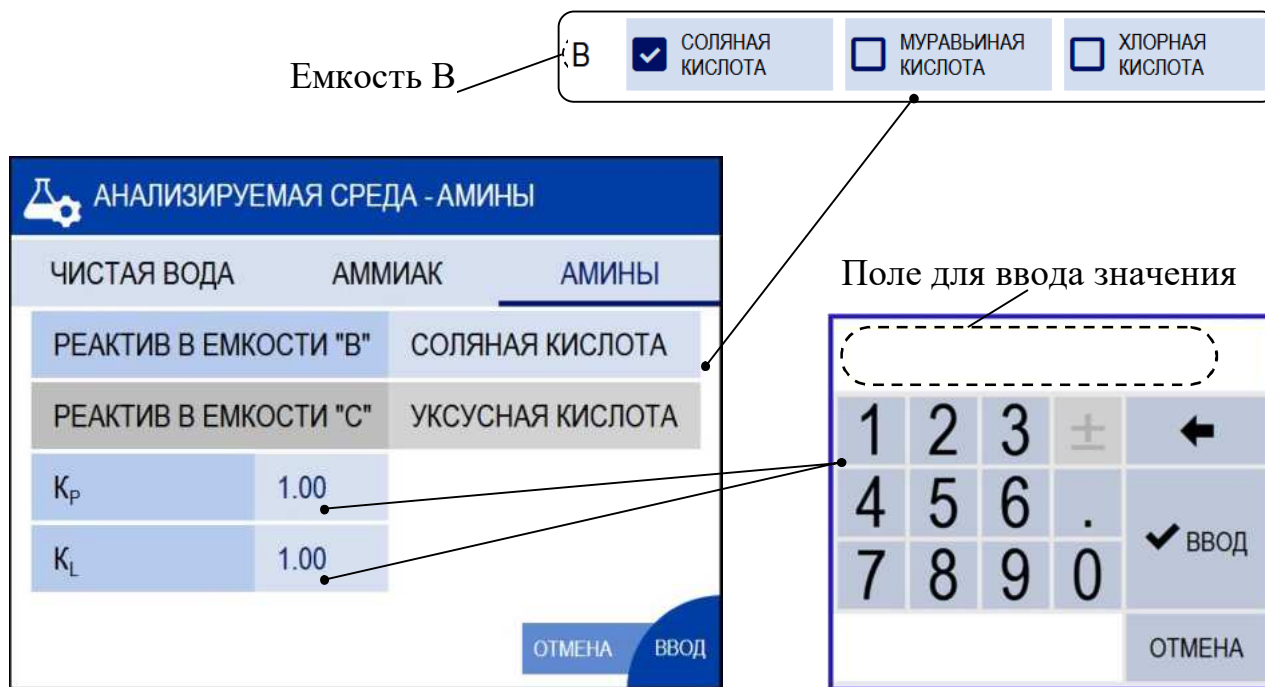 Емкость В
В
СОЛЯНАЯ
КИСЛОТА
МУРАВЬИНАЯ
КИСЛОТА
ХЛОРНАЯ
КИСЛОТА
АНАЛИЗИРУЕМАЯ СРЕДА - АМИНЫ
ЧИСТАЯ ВОДА АММИАК АМИНЫ
РЕАКТИВ В ЕМКОСТИ "В" СОЛЯНАЯ КИСЛОТА
РЕАКТИВ В ЕМКОСТИ "С" УКСУСНАЯ КИСЛОТА
KP 1.00
KL 1.00
ОТМЕНА ВВОД
Поле для ввода значения
1 2 3 ±
4 5 6 .
ВВОД
7 8 9 0
ОТМЕНА